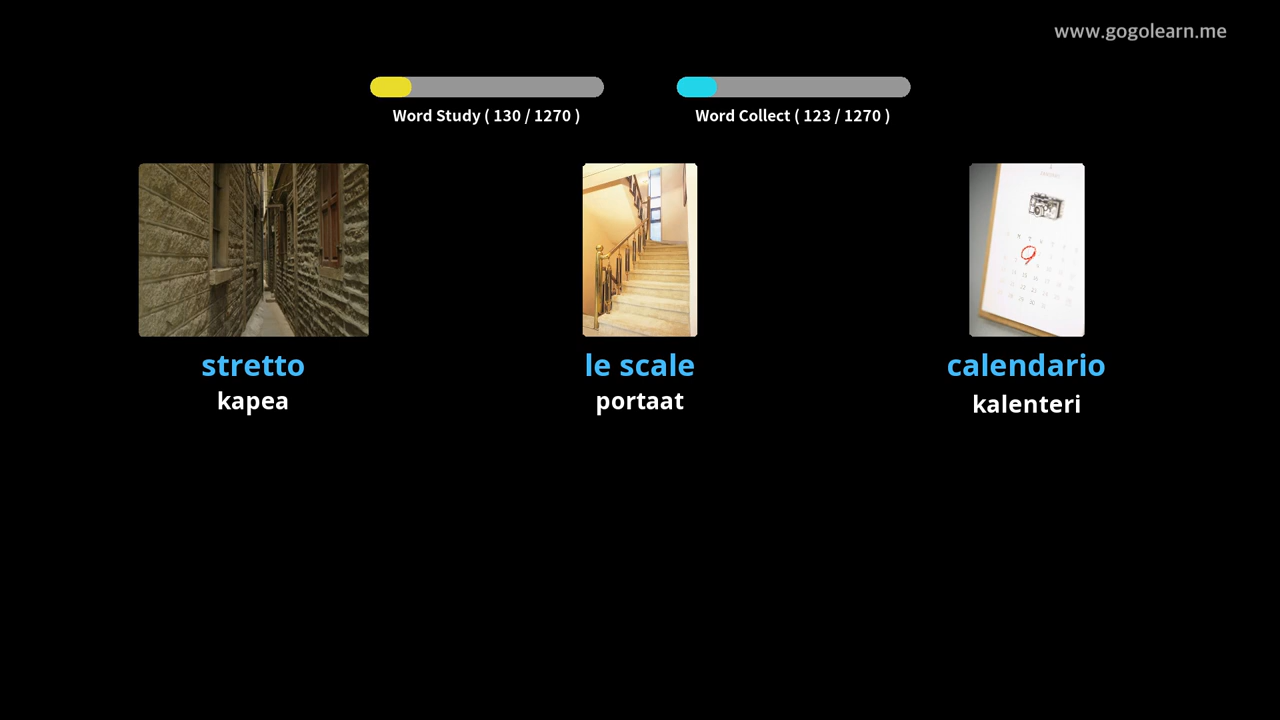 www.gogolearn.me
Word Study ( 130 / 1270 )
Word Collect ( 123 / 1270 )
stretto
le scale
calendario
kapea
portaat
kalenteri